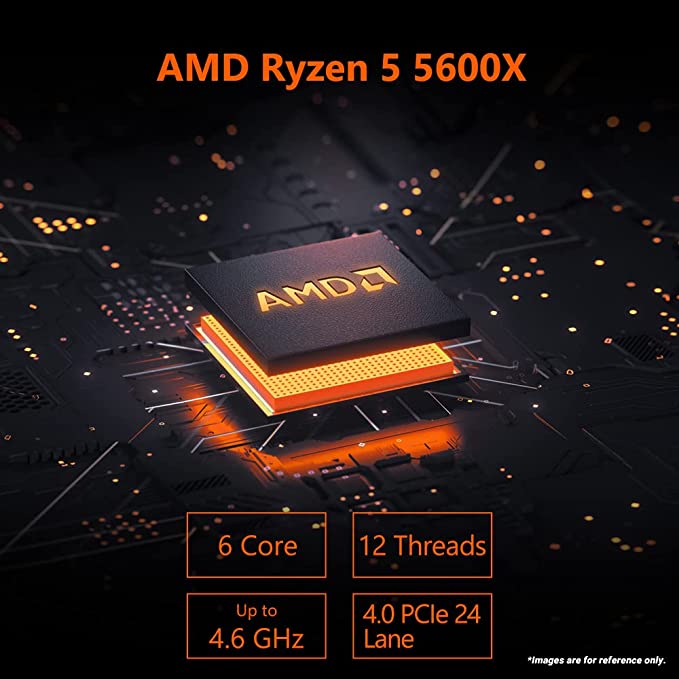 AMD Ryzen 5 5600X
AMD
6 Core
12 Threads
Up to
4.6 GHz
4.0 PCIe 24
Lane
*Images are for reference only.